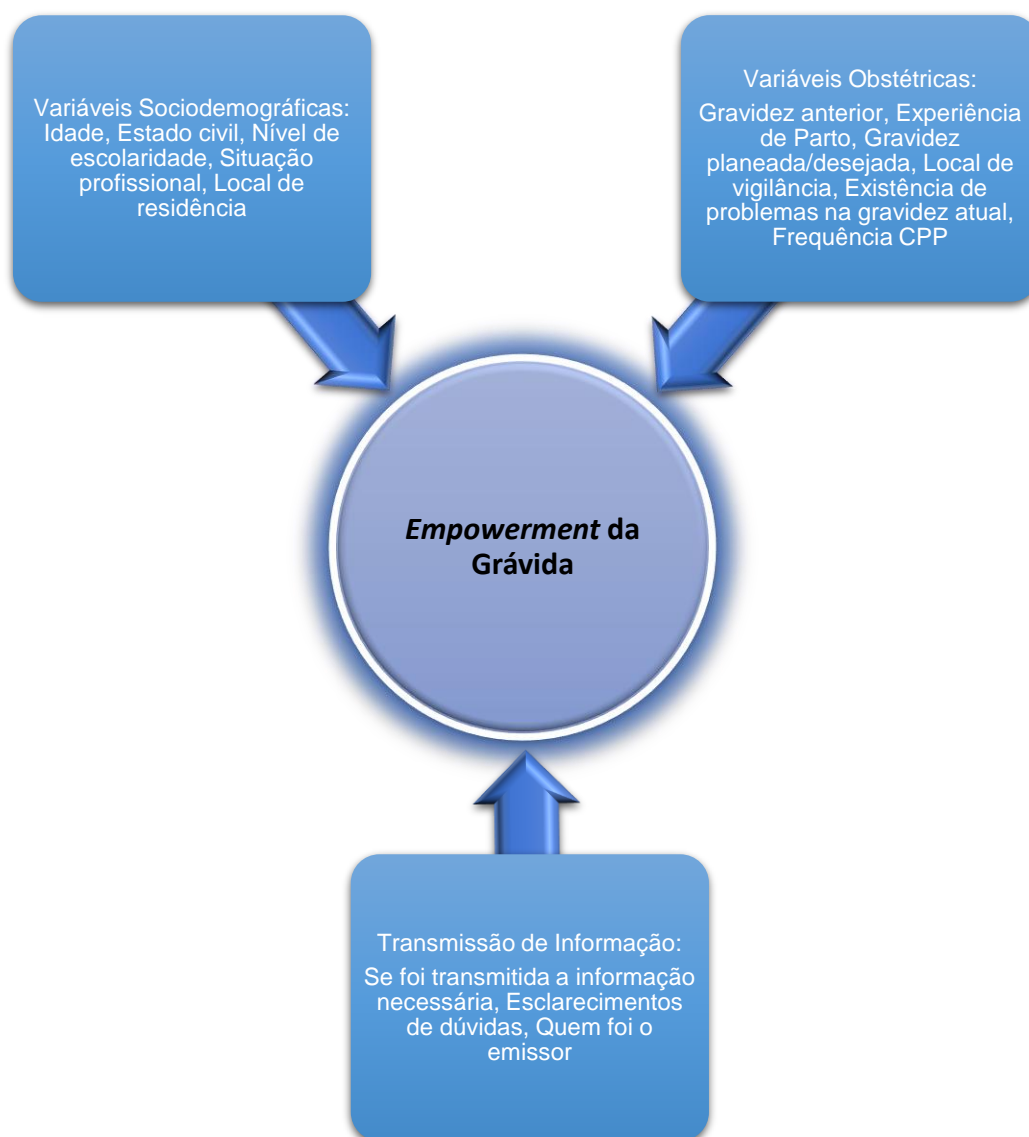 Variáveis Sociodemográficas:
Idade, Estado civil, Nível de
escolaridade, Situação
profissional, Local de
residência
Variáveis Obstétricas:
Gravidez anterior, Experiência
de Parto, Gravidez
planeada/desejada, Local de
vigilância, Existência de
problemas na gravidez atual,
Frequência CPP
Empowerment da
Grávida
Transmissão de Informação:
Se foi transmitida a informação
necessária, Esclarecimentos
de dúvidas, Quem foi o
emissor